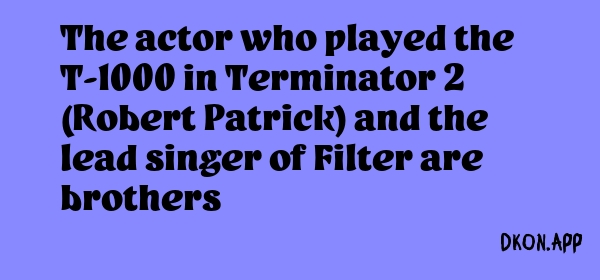 The actor who played the
T-1000 in Terminator 2
(Robert Patrick) and the
lead singer of Filter are
brothers
DKON.APP